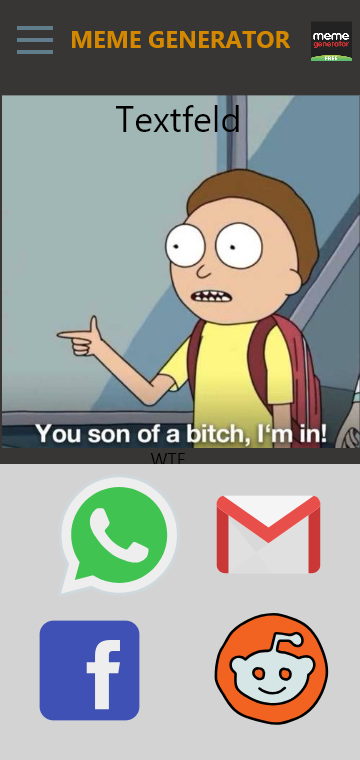 MEME GENERATOR
meme
generator
FREE
Textfeld
You son of a bitch, I'm in!
WTF
f